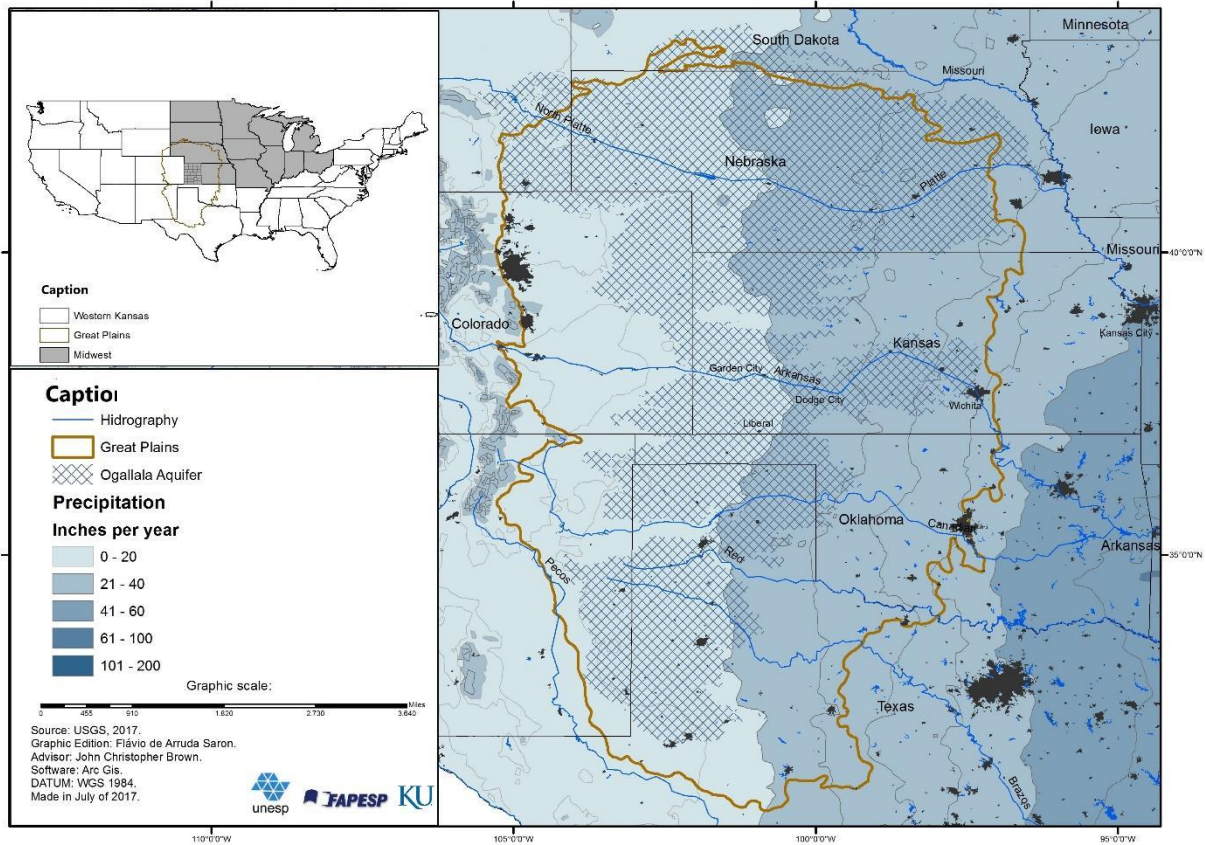 Caption
Western Kansas
Great Plains
Midwest
Captioı
Hidrography
Great Plains
Ogallala Aquifer
Precipitation
Inches per year
0 - 20
21 - 40
41 - 60
61 - 100
101 - 200
Graphic scale:
Miles
0 455 910 1.820 2.730 3.640
Source: USGS, 2017.
Graphic Edition: Flávio de Arruda Saron.
Advisor: John Christopher Brown.
Software: Arc Gis.
DATUM: WGS 1984.
Made in July of 2017.
unesp
FAPESP
KU
Minnesota
South Dakota
Missouri
Iowa
North Platte
Nebraska
Platte
Missouri
40°0'0"N
Colorado
Kansas City
Kansas
Garden City
Arkansas
Dodge City
Wichita
Liberal
Oklahoma
Arkansas
35°0'0"N
Red
Pecos
Texas
Brazos
110°0'0"W
105°0'0"W
100°0'0"W
95°0'0"W